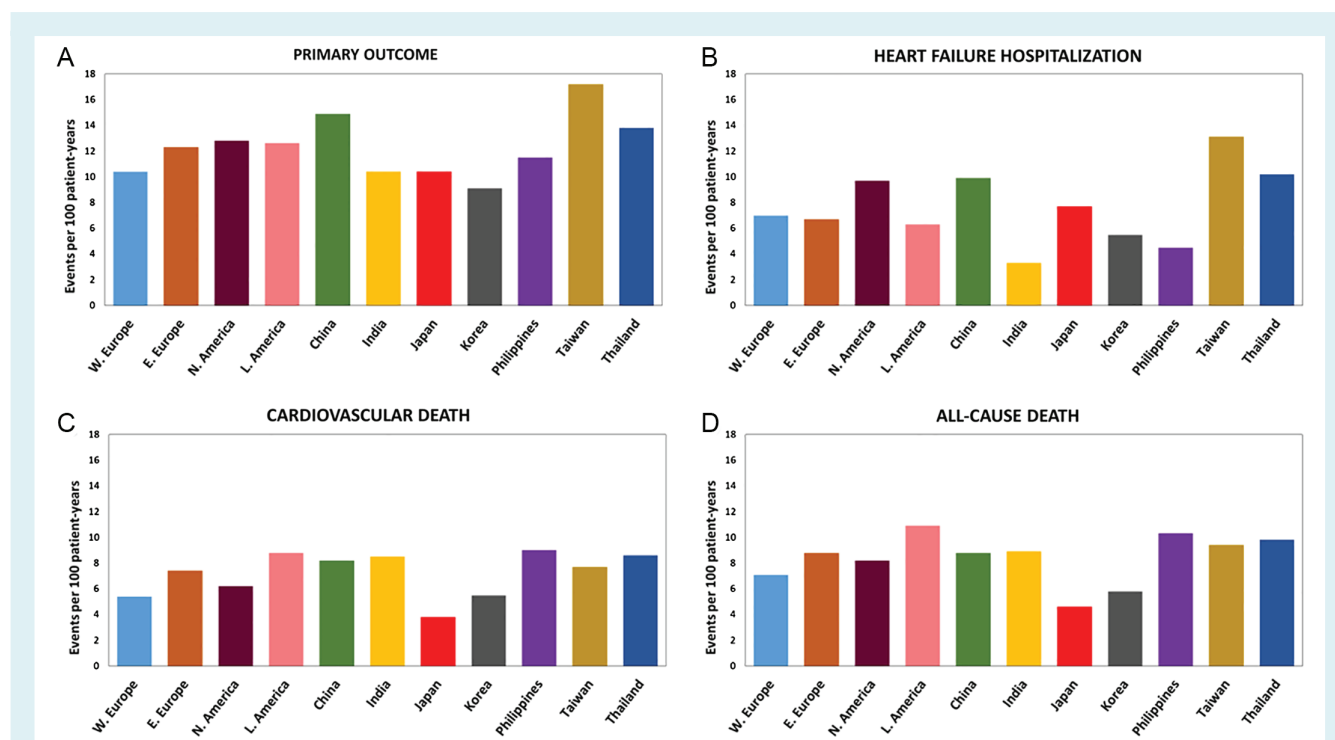 A
PRIMARY OUTCOME
Events per 100 patient-years
18
16
14
12
10
8
6
4
2
0
W. Europe
E. Europe
N. America
L. America
China
India
Japan
Korea
Philippines
Taiwan
Thailand
B
HEART FAILURE HOSPITALIZATION
Events per 100 patient-years
18
16
14
12
10
8
6
4
2
0
W. Europe
E. Europe
N. America
L. America
China
India
Japan
Korea
Philippines
Taiwan
Thailand
C
CARDIOVASCULAR DEATH
Events per 100 patient-years
18
16
14
12
10
8
6
4
2
0
W. Europe
E. Europe
N. America
L. America
China
India
Japan
Korea
Philippines
Taiwan
Thailand
D
ALL-CAUSE DEATH
Events per 100 patient-years
18
16
14
12
10
8
6
4
2
0
W. Europe
E. Europe
N. America
L. America
China
India
Japan
Korea
Philippines
Taiwan
Thailand